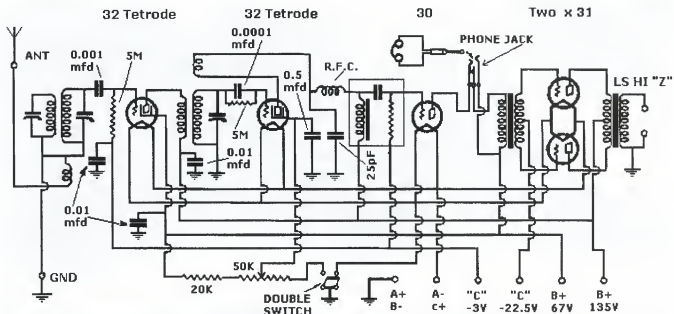 32 Tetrode
32 Tetrode
30
Two x 31
ANT
0.001
mfd
5M
0.0001
mfd
R.F.C.
PHONE JACK
LS HI "Z"
0.5
mfd
5M
0.01
mfd
25pF
0.01
mfd
GND
20K
50K
DOUBLE
SWITCH
A+
B-
A-
C+
"C"
-3V
"C"
-22.5V
B+
67V
B+
135V